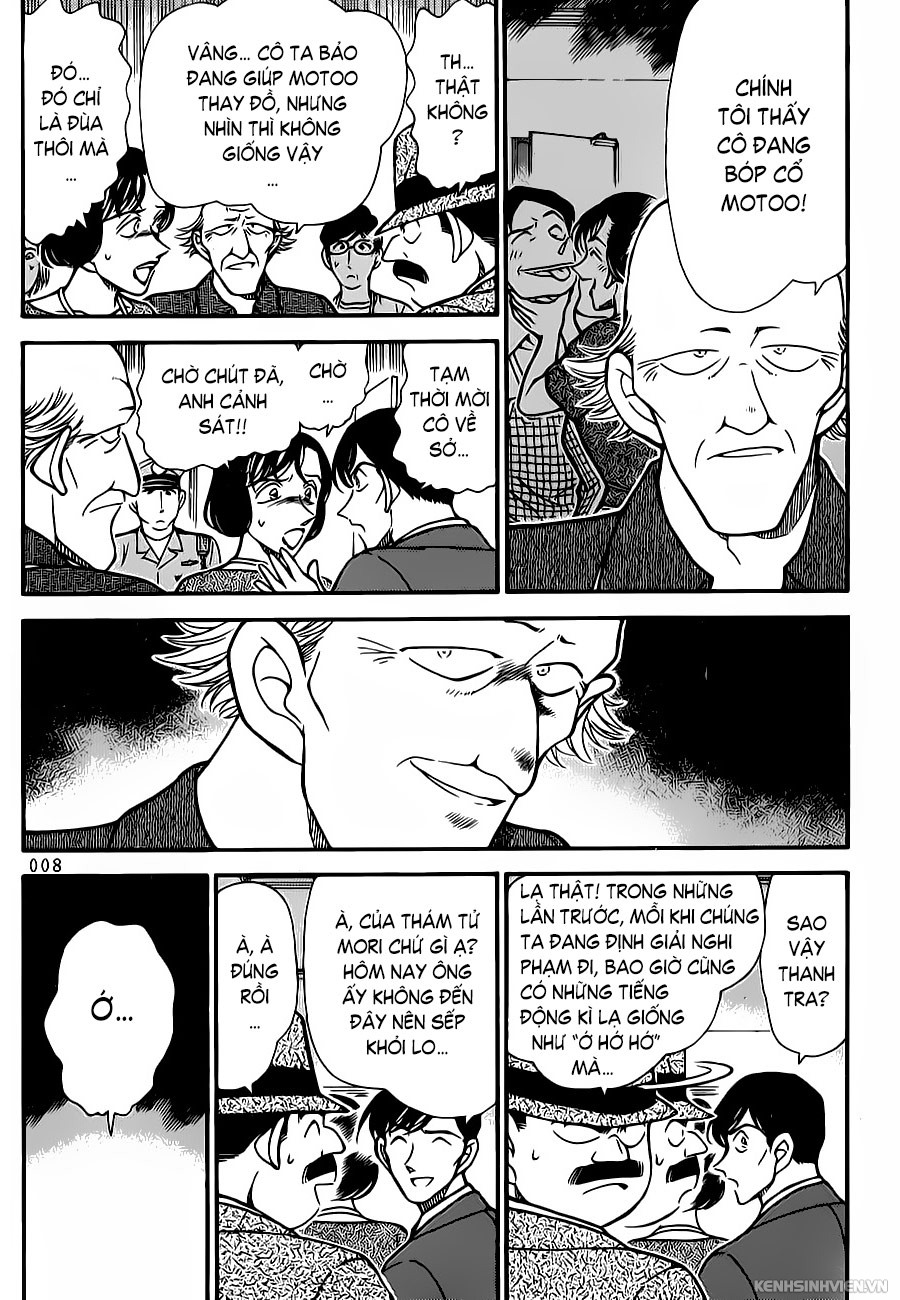 CHÍNH
TÔI THẤY
CÔ ĐANG
BÓP CỔ
MOTOO!
TH...
THẬT
KHÔNG
?
VÂNG... CÔ TA BẢO
ĐANG GIÚP MOTOO
THAY ĐỒ, NHƯNG
NHÌN THÌ KHÔNG
GIỐNG VẬY
...
ĐÓ...
ĐÓ CHỈ
LÀ ĐÙA
THÔI MÀ
...
TẠM
THỜI MỜI
CÔ VỀ
SỞ...
CHỜ
...
CHỜ CHÚT ĐÀ,
ANH CẢNH
SÁT!!
008
SAO
VẬY
THANH
TRA?
LẠ THẬT! TRONG NHỮNG
LẦN TRƯỚC, MỖI KHI CHÚNG
TA ĐANG ĐỊNH GIẢI NGHI
PHẠM ĐI, BAO GIỜ CŨNG
CÓ NHỮNG TIẾNG
ĐỘNG KÌ LẠ GIỐNG
NHƯ "Ớ HỚ HỚ"
MÀ...
À, CỦA THÁM TỬ
MORI CHỨ GÌ Ạ?
HÔM NAY ÔNG
ẤY KHÔNG ĐẾN
ĐÂY NÊN SẾP
KHỎI LO...
À, À
ĐÚNG
RỒI
...
Ớ...
KENHSINHVIEN.VN